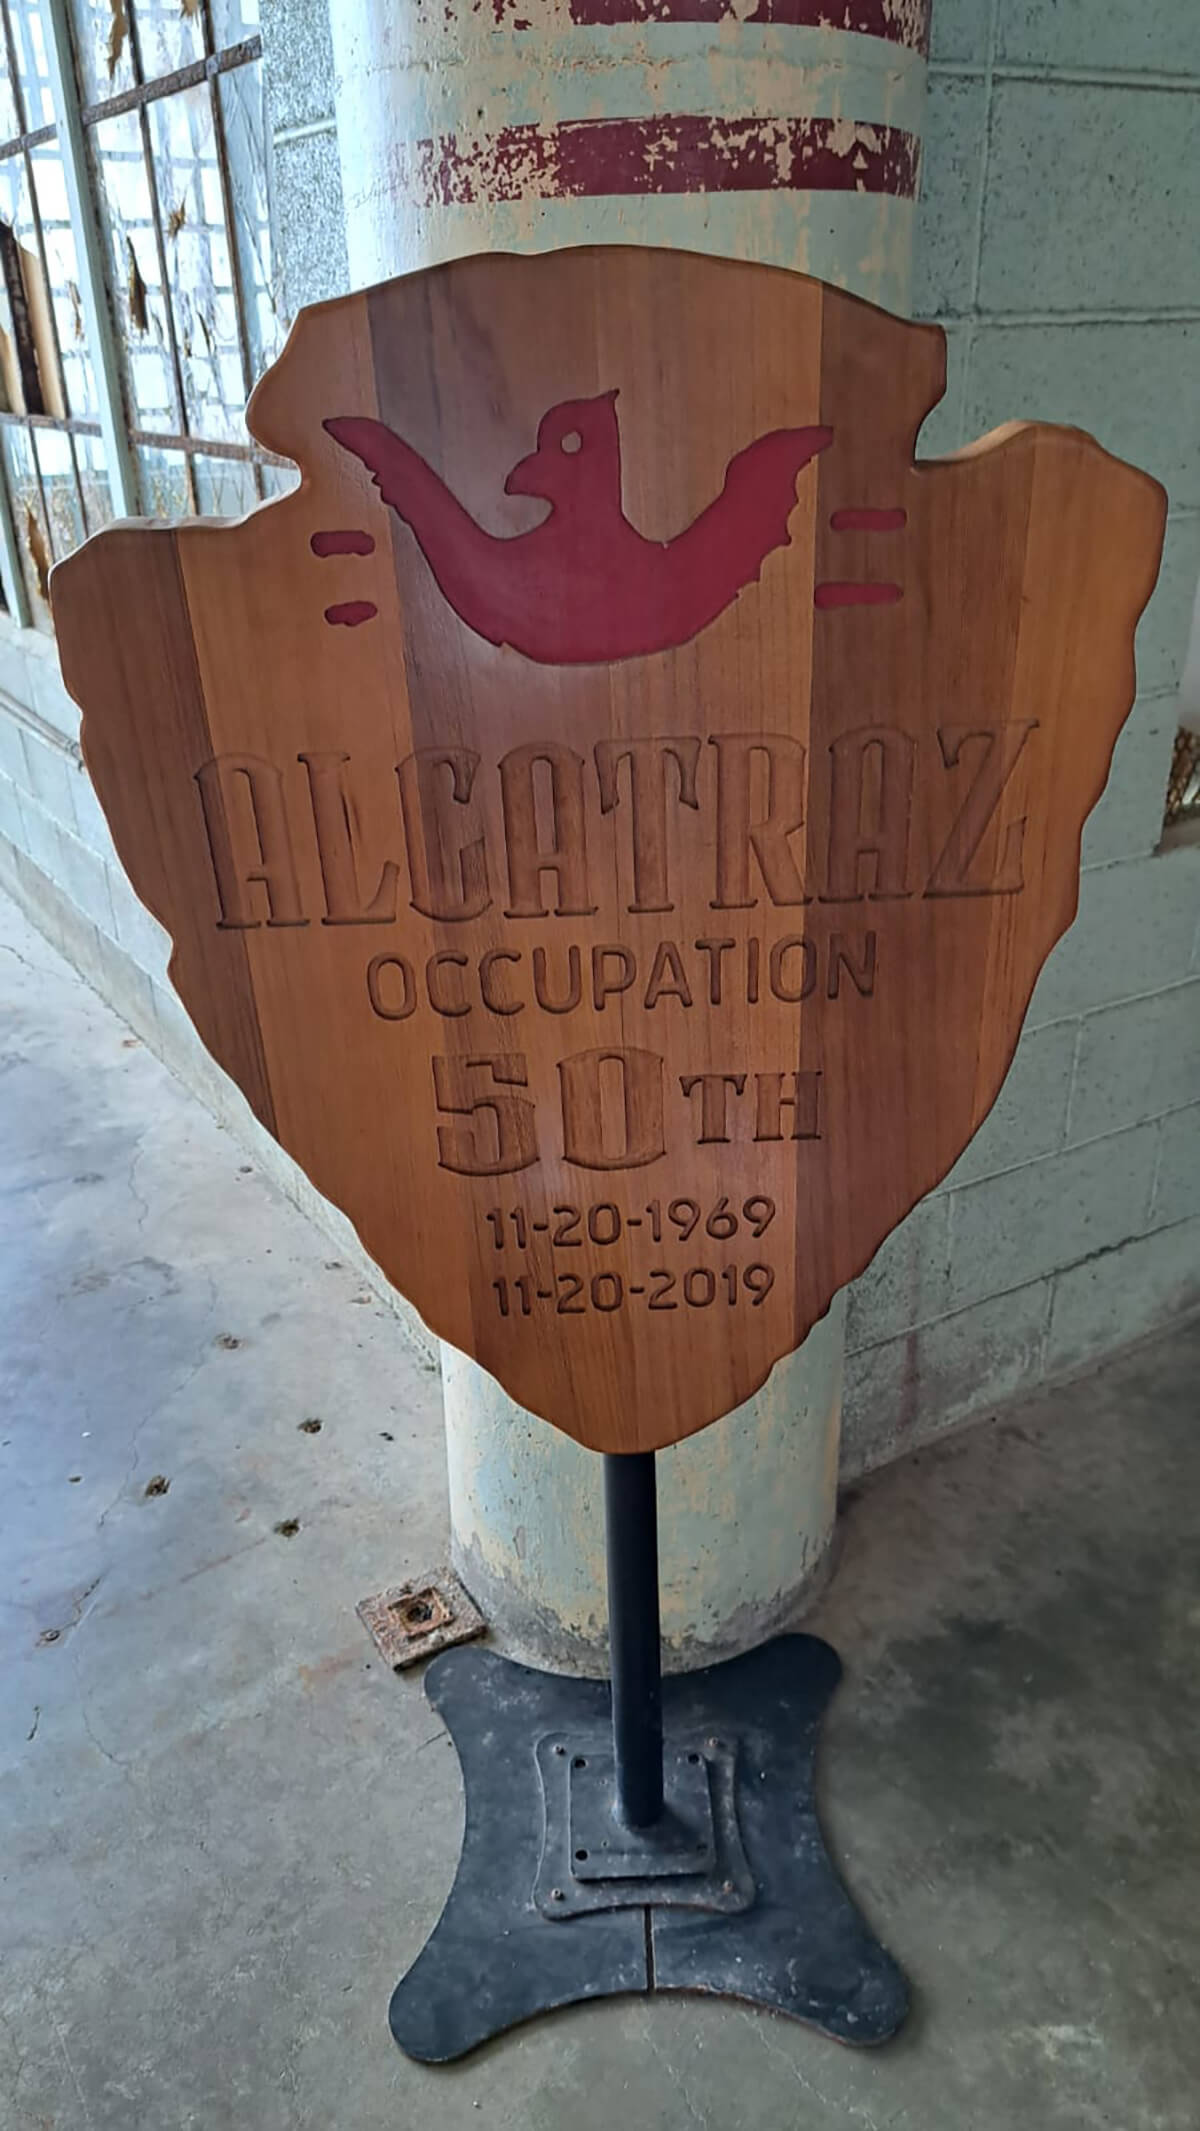 ALCATRAZ
OCCUPATION
50TH
11-20-1969
11-20-2019